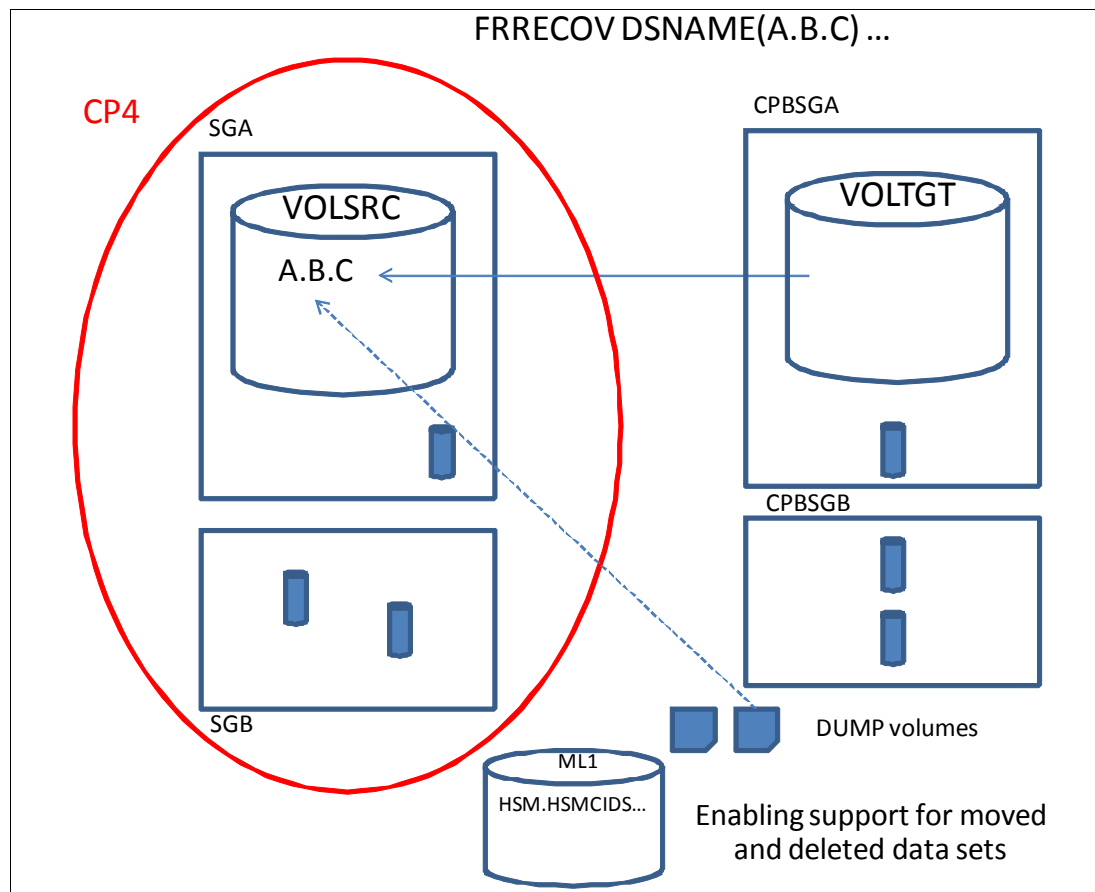 FRRECOV DSNAME(A.B.C) ...
CP4
SGA
CPBSGA
VOLSRC
VOLTGT
A.B.C
CPBSGB
SGB
DUMP volumes
ML1
HSM.HSMCIDS...
Enabling support for moved
and deleted data sets